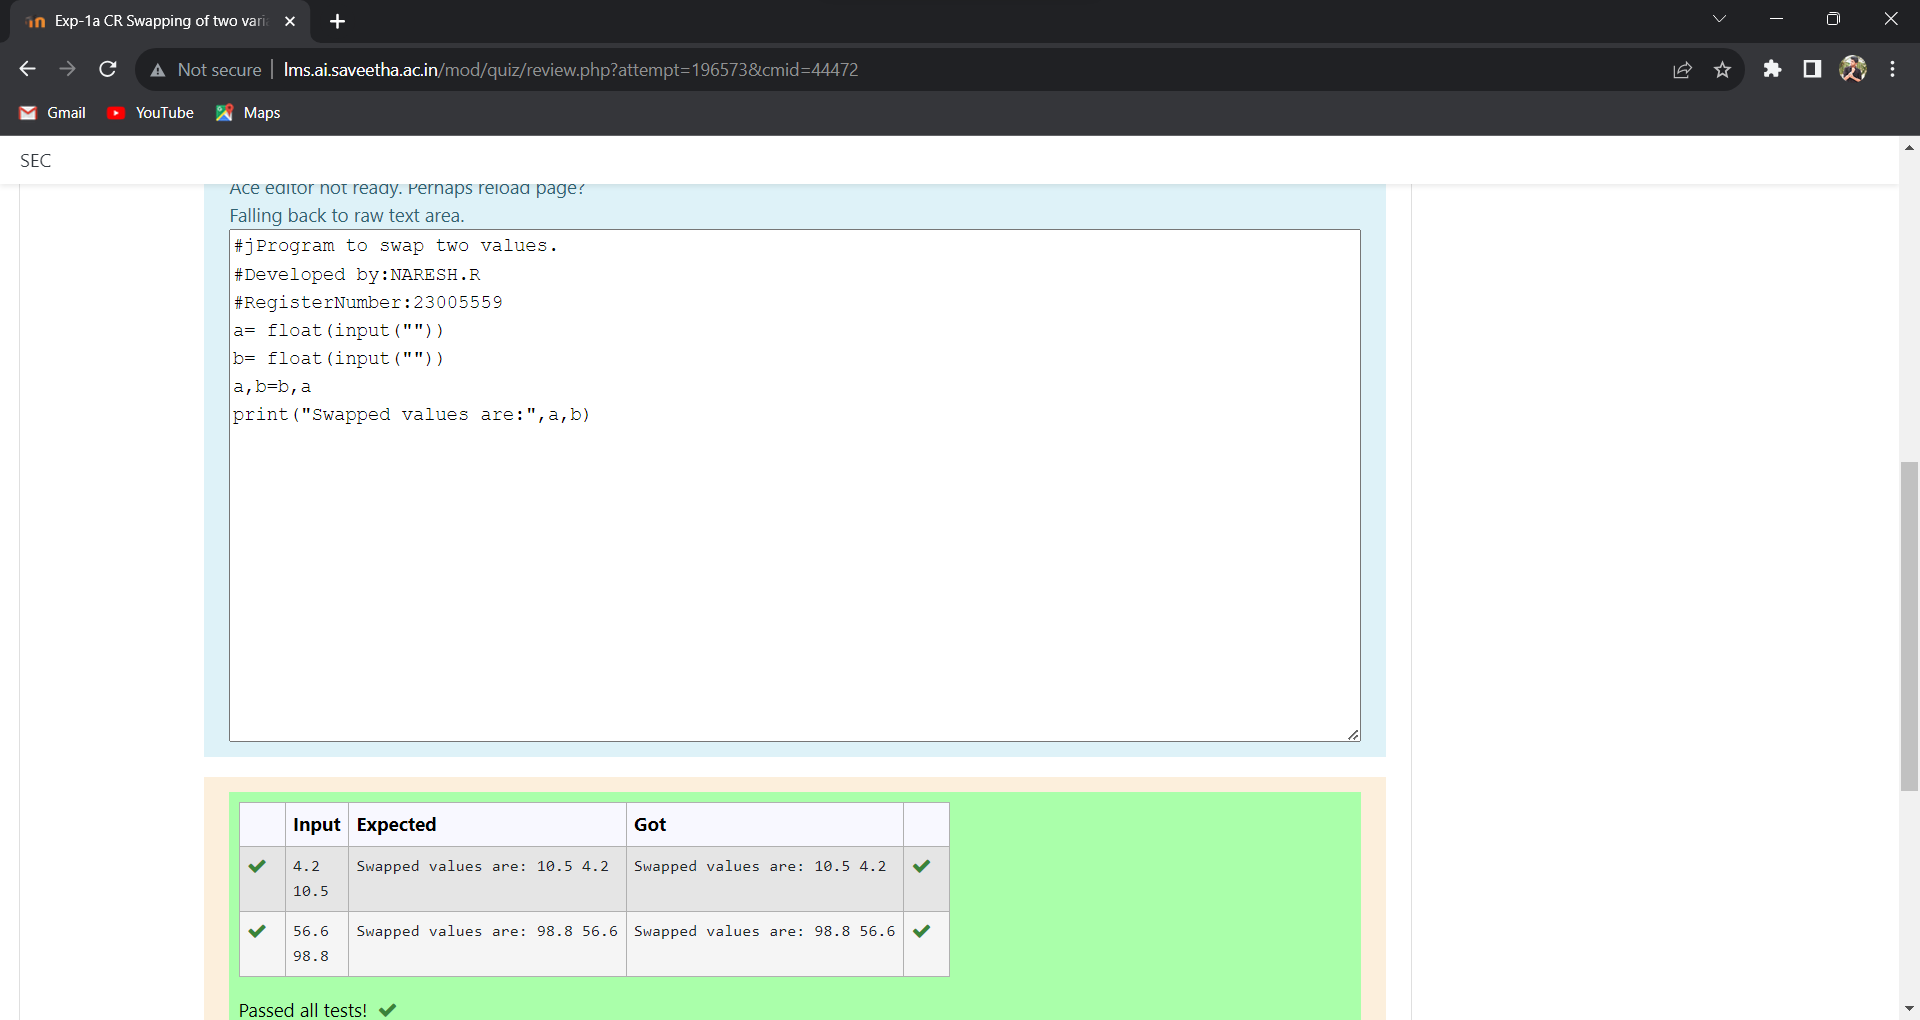 Exp-1a CR Swapping of two vari
Not secure
lms.ai.saveetha.ac.in/mod/quiz/review.php?attempt=196573&cmid=44472
Gmail YouTube Maps
SEC
Ace editor not ready. Perhaps reload page?
Falling back to raw text area.
#jProgram to swap two values.
#Developed by:NARESH.R
#RegisterNumber:23005559
a= float(input(""))
b= float(input(""))
a,b=b,a
print("Swapped values are:",a,b)
Input Expected Got
4.2 Swapped values are: 10.5 4.2 Swapped values are: 10.5 4.2
10.5
56.6 Swapped values are: 98.8 56.6 Swapped values are: 98.8 56.6
98.8
Passed all tests!